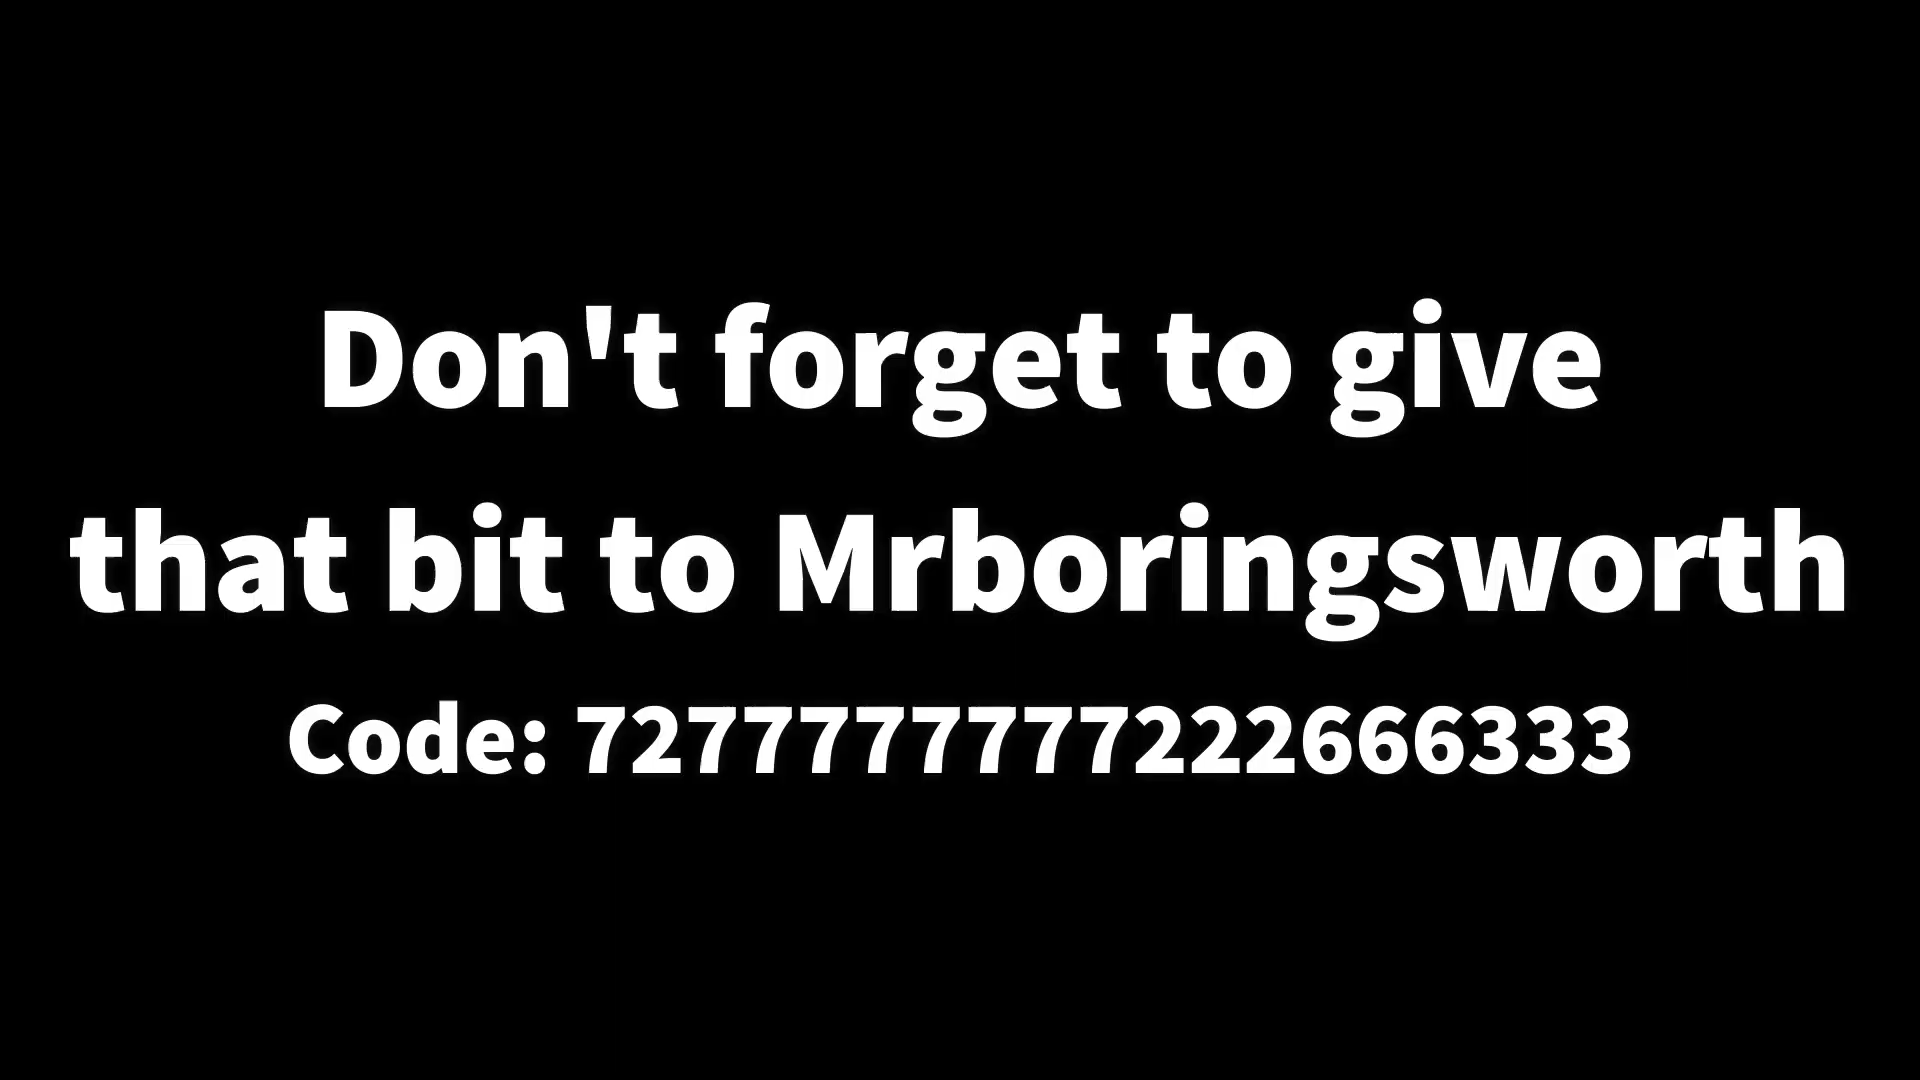 Don't forget to give
that bit to Mrboringsworth
Code: 7277777777222666333